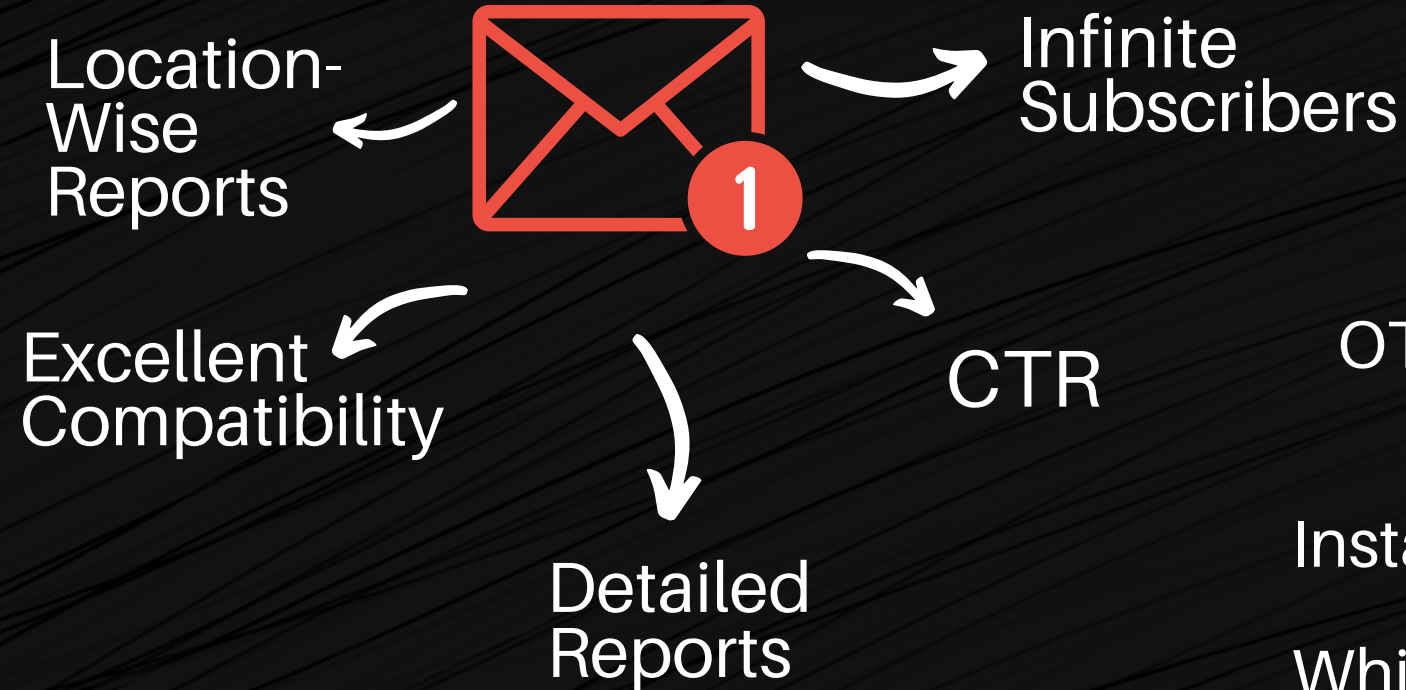 Location-
Wise
Reports
1
Infinite
Subscribers
Excellent
Compatibility
CTR
Detailed
Reports